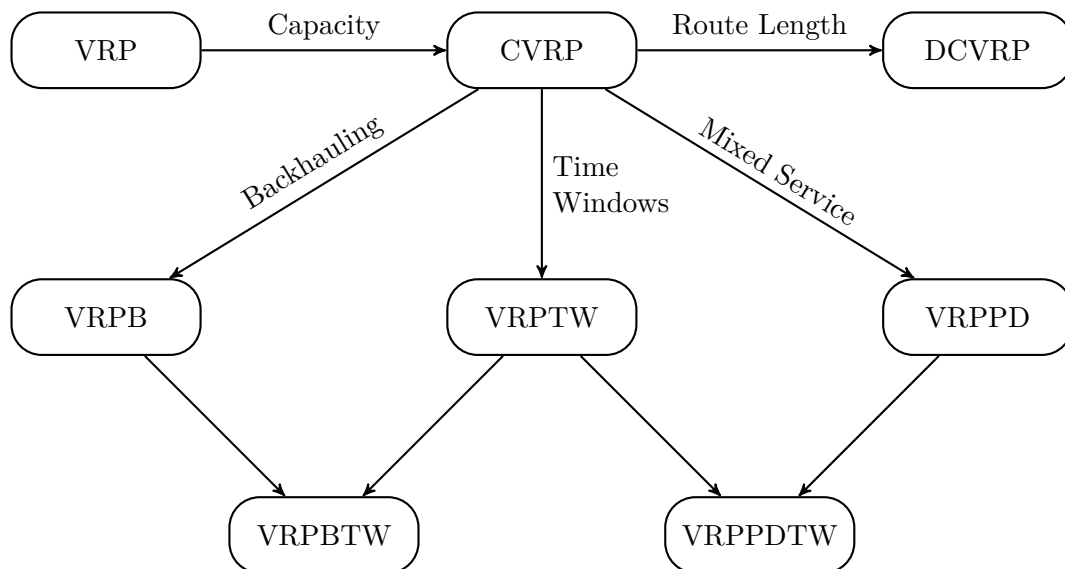 VRP
Capacity
CVRP
Route Length
DCVRP
Backhauling
Time
Windows
Mixed Service
VRPB
VRPTW
VRPPD
VRPBTW
VRPPDTW